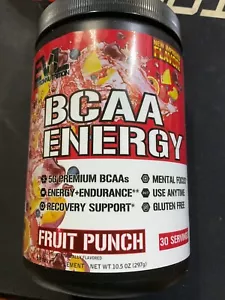 EVL
BCAA
ENERGY
5G PREMIUM BCAAs
MENTAL FOCUS
ENERGY+ENDURANCE**
USE ANYTIME
RECOVERY SUPPORT*
GLUTEN FREE
FRUIT PUNCH
30 SERVINGS
NET WT 10.5 OZ (297g)